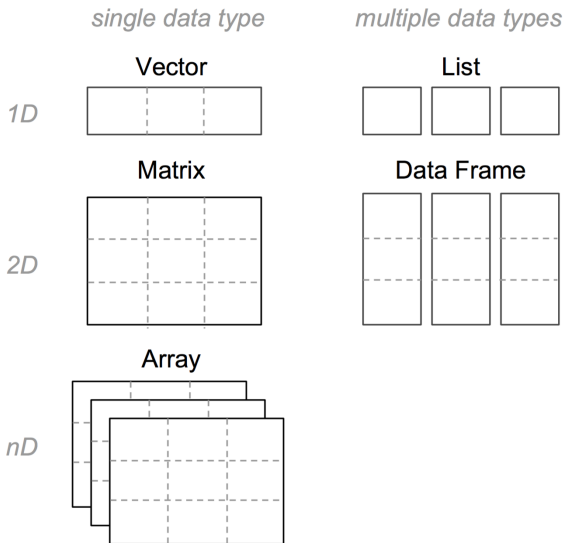 single data type
multiple data types
Vector
List
1D
Matrix
Data Frame
2D
Array
nD